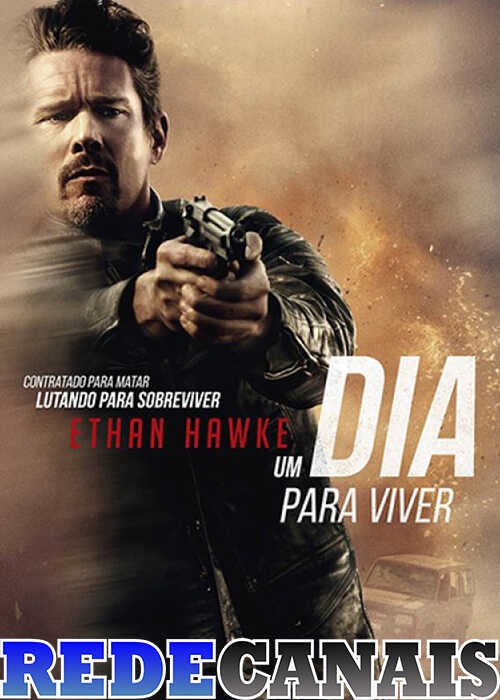 CONTRATADO PARA MATAR
LUTANDO PARA SOBREVIVER
ETHAN HAWKE
UM DIA
PARA VIVER
REDECANAIS